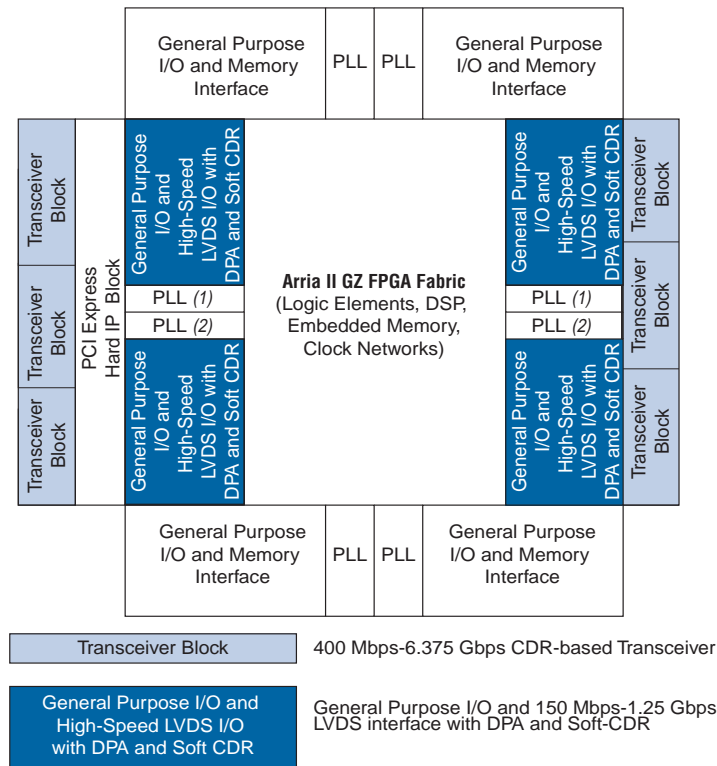 General Purpose
I/O and Memory
Interface
PLL
PLL
General Purpose
I/O and Memory
Interface
Transceiver
Block
Transceiver
Block
Transceiver
Block
PCI Express
Hard IP Block
General Purpose
I/O and
High-Speed
LVDS I/O with
DPA and Soft CDR
PLL (1)
PLL (2)
General Purpose
I/O and
High-Speed
LVDS I/O with
DPA and Soft CDR
Arria II GZ FPGA Fabric
(Logic Elements, DSP,
Embedded Memory,
Clock Networks)
General Purpose
I/O and
High-Speed
LVDS I/O with
DPA and Soft CDR
PLL (1)
PLL (2)
General Purpose
I/O and
High-Speed
LVDS I/O with
DPA and Soft CDR
Transceiver
Block
Transceiver
Block
Transceiver
Block
General Purpose
I/O and Memory
Interface
PLL
PLL
General Purpose
I/O and Memory
Interface
Transceiver Block
400 Mbps-6.375 Gbps CDR-based Transceiver
General Purpose I/O and
High-Speed LVDS I/O
with DPA and Soft CDR
General Purpose I/O and 150 Mbps-1.25 Gbps
LVDS interface with DPA and Soft-CDR